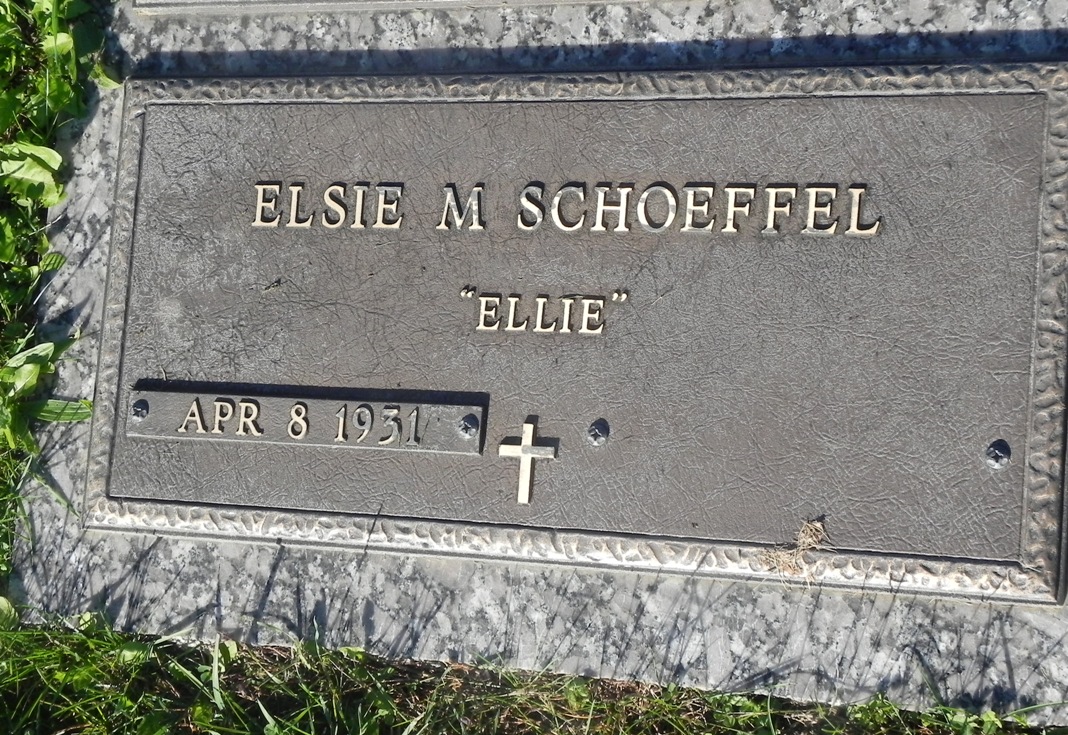 ELSIE M SCHOEFFEL
"ELLIE"
APR 8 1931